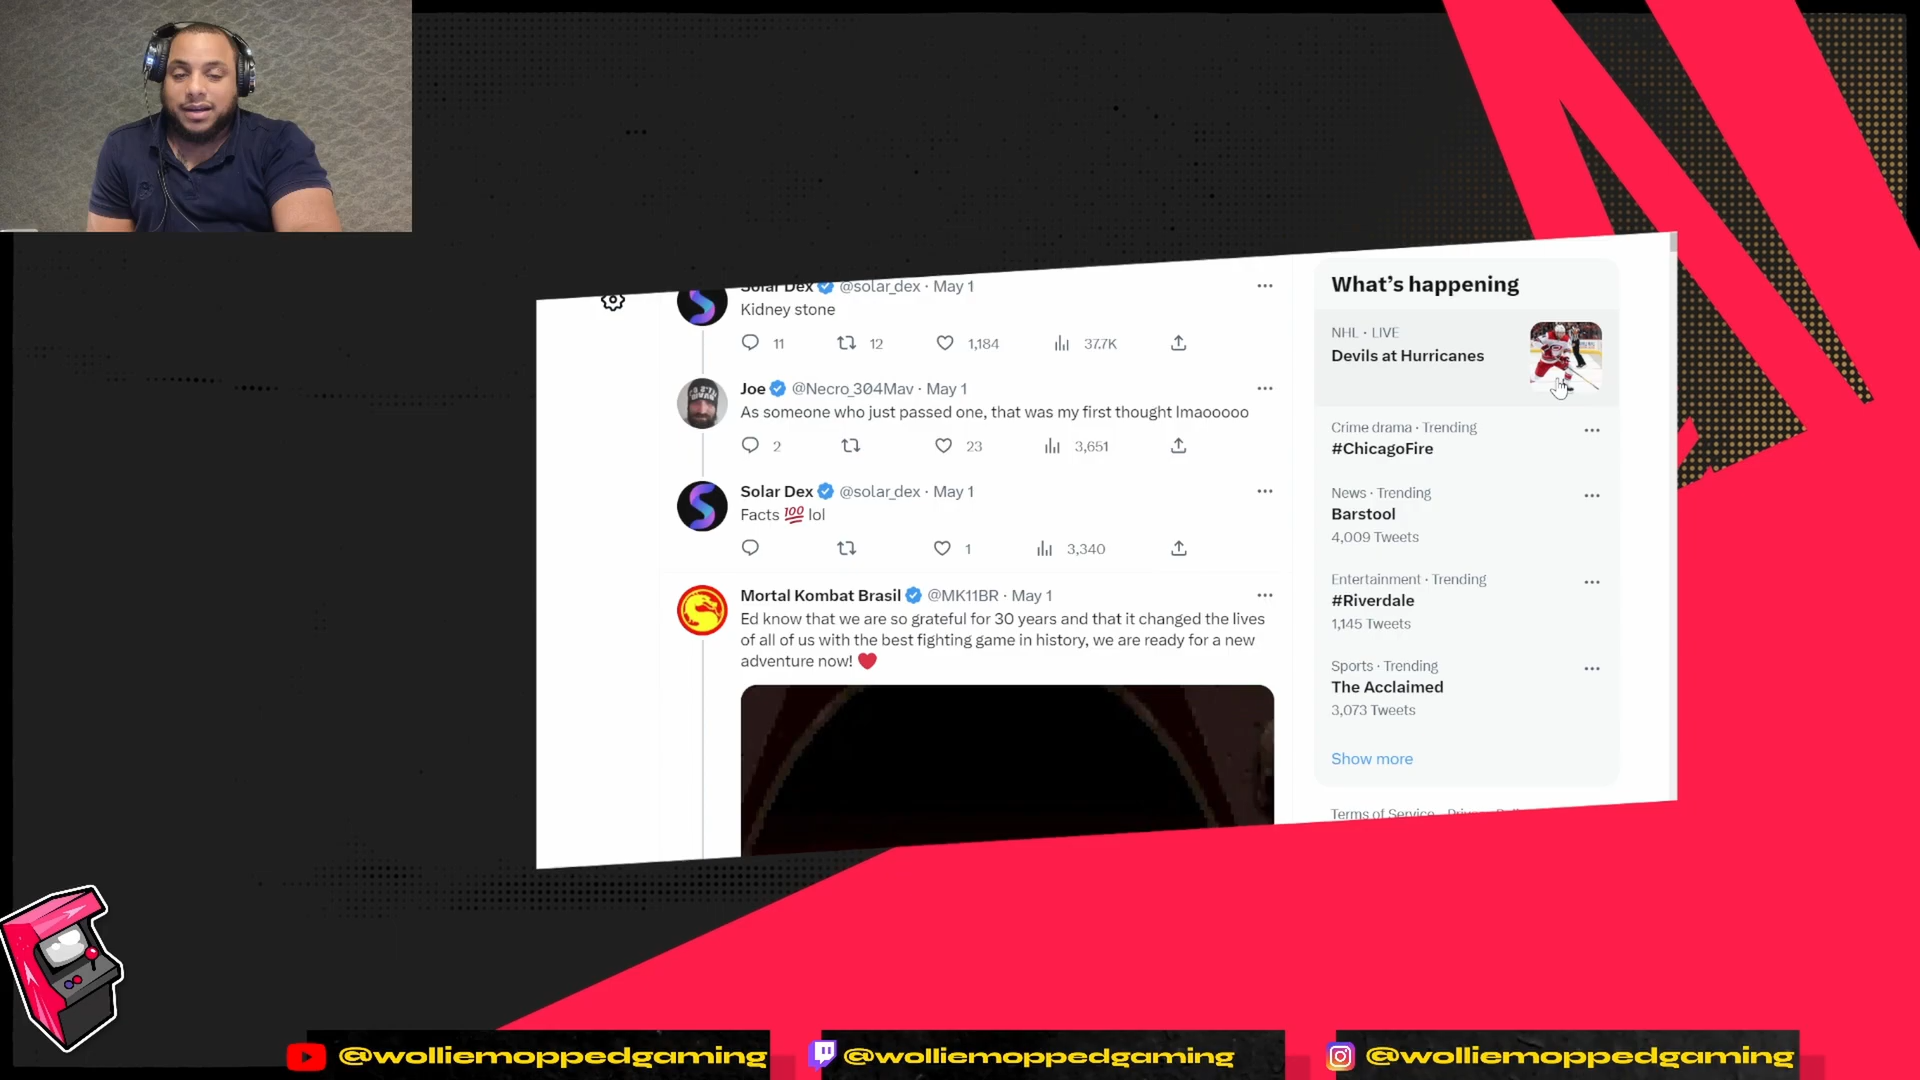 Solar Dex @solar_dex · May 1
Kidney stone
11 12 1,184 37.7K
Joe @Necro_304Mav · May 1
As someone who just passed one, that was my first thought lmaooooo
2 23 3,651
Solar Dex @solar_dex · May 1
Facts 💯 lol
1 3,340
Mortal Kombat Brasil @MK11BR · May 1
Ed know that we are so grateful for 30 years and that it changed the lives
of all of us with the best fighting game in history, we are ready for a new
adventure now! ❤️
What's happening
NHL · LIVE
Devils at Hurricanes
Crime drama · Trending
#ChicagoFire
News · Trending
Barstool
4,009 Tweets
Entertainment · Trending
#Riverdale
1,145 Tweets
Sports · Trending
The Acclaimed
3,073 Tweets
Show more
Terms of Service
@wolliemoppedgaming
@wolliemoppedgaming
@wolliemoppedgaming